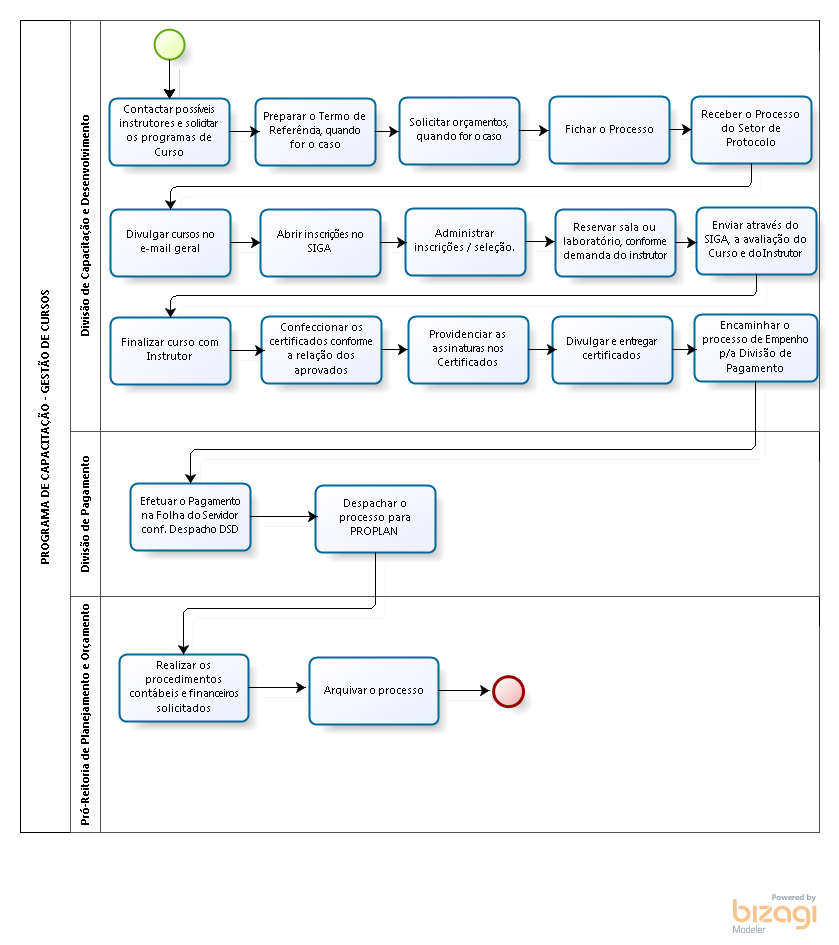 PROGRAMA DE CAPACITAÇÃO - GESTÃO DE CURSOS
Divisão de Capacitação e Desenvolvimento
Contactar possíveis
instrutores e solicitar
os programas de
Curso
Preparar o Termo de
Referência, quando
for o caso
Solicitar orçamentos,
quando for o caso
Fichar o Processo
Receber o Processo
do Setor de
Protocolo
Divulgar cursos no
e-mail geral
Abrir inscrições no
SIGA
Administrar
inscrições / seleção.
Reservar sala ou
laboratório, conforme
demanda do instrutor
Enviar através do
SIGA, a avaliação do
Curso e do Instrutor
Finalizar curso com
Instrutor
Confeccionar os
certificados conforme
a relação dos
aprovados
Providenciar as
assinaturas nos
Certificados
Divulgar e entregar
certificados
Encaminhar o
processo de Empenho
p/a Divisão de
Pagamento
Divisão de Pagamento
Efetuar o Pagamento
na Folha do Servidor
conf. Despacho DSD
Despachar o
processo para
PROPLAN
Pró-Reitoria de Planejamento e Orçamento
Realizar os
procedimentos
contábeis e financeiros
solicitados
Arquivar o processo
Powered by
bizagi
Modeler